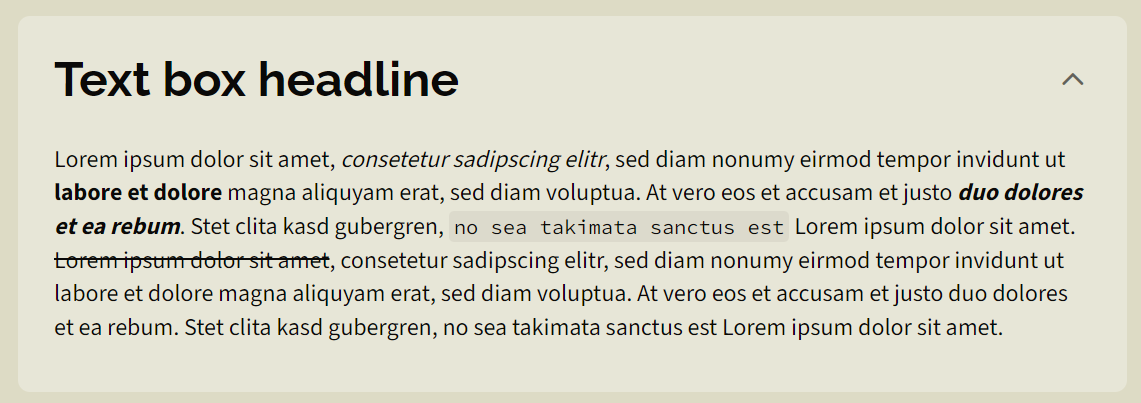 Text box headline
Lorem ipsum dolor sit amet, consetetur sadipscing elitr, sed diam nonumy eirmod tempor invidunt ut
labore et dolore magna aliquyam erat, sed diam voluptua. At vero eos et accusam et justo duo dolores
et ea rebum. Stet clita kasd gubergren, no sea takimata sanctus est Lorem ipsum dolor sit amet.
Lorem ipsum dolor sit amet, consetetur sadipscing elitr, sed diam nonumy eirmod tempor invidunt ut
labore et dolore magna aliquyam erat, sed diam voluptua. At vero eos et accusam et justo duo dolores
et ea rebum. Stet clita kasd gubergren, no sea takimata sanctus est Lorem ipsum dolor sit amet.